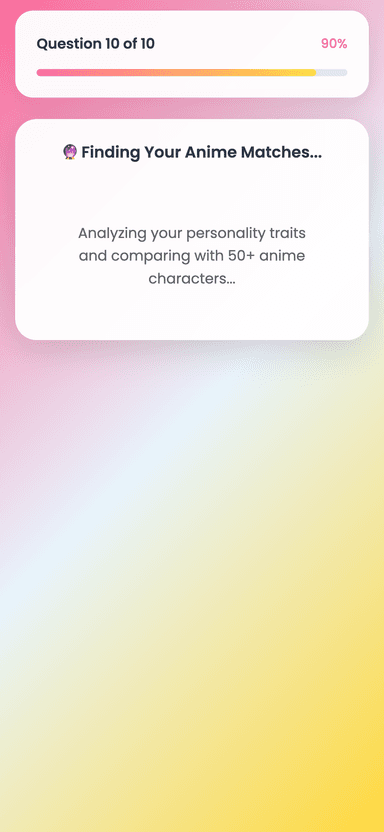 Question 10 of 10
90%
🔮 Finding Your Anime Matches...
Analyzing your personality traits
and comparing with 50+ anime
characters...